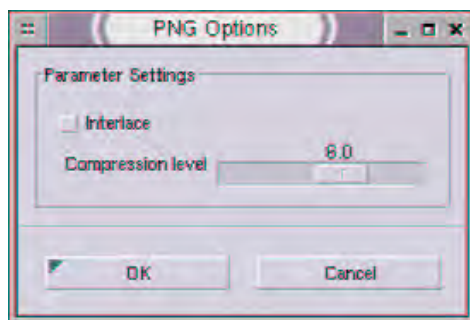 PNG Options
Parameter Settings
Interlace
Compression level
6.0
OK
Cancel